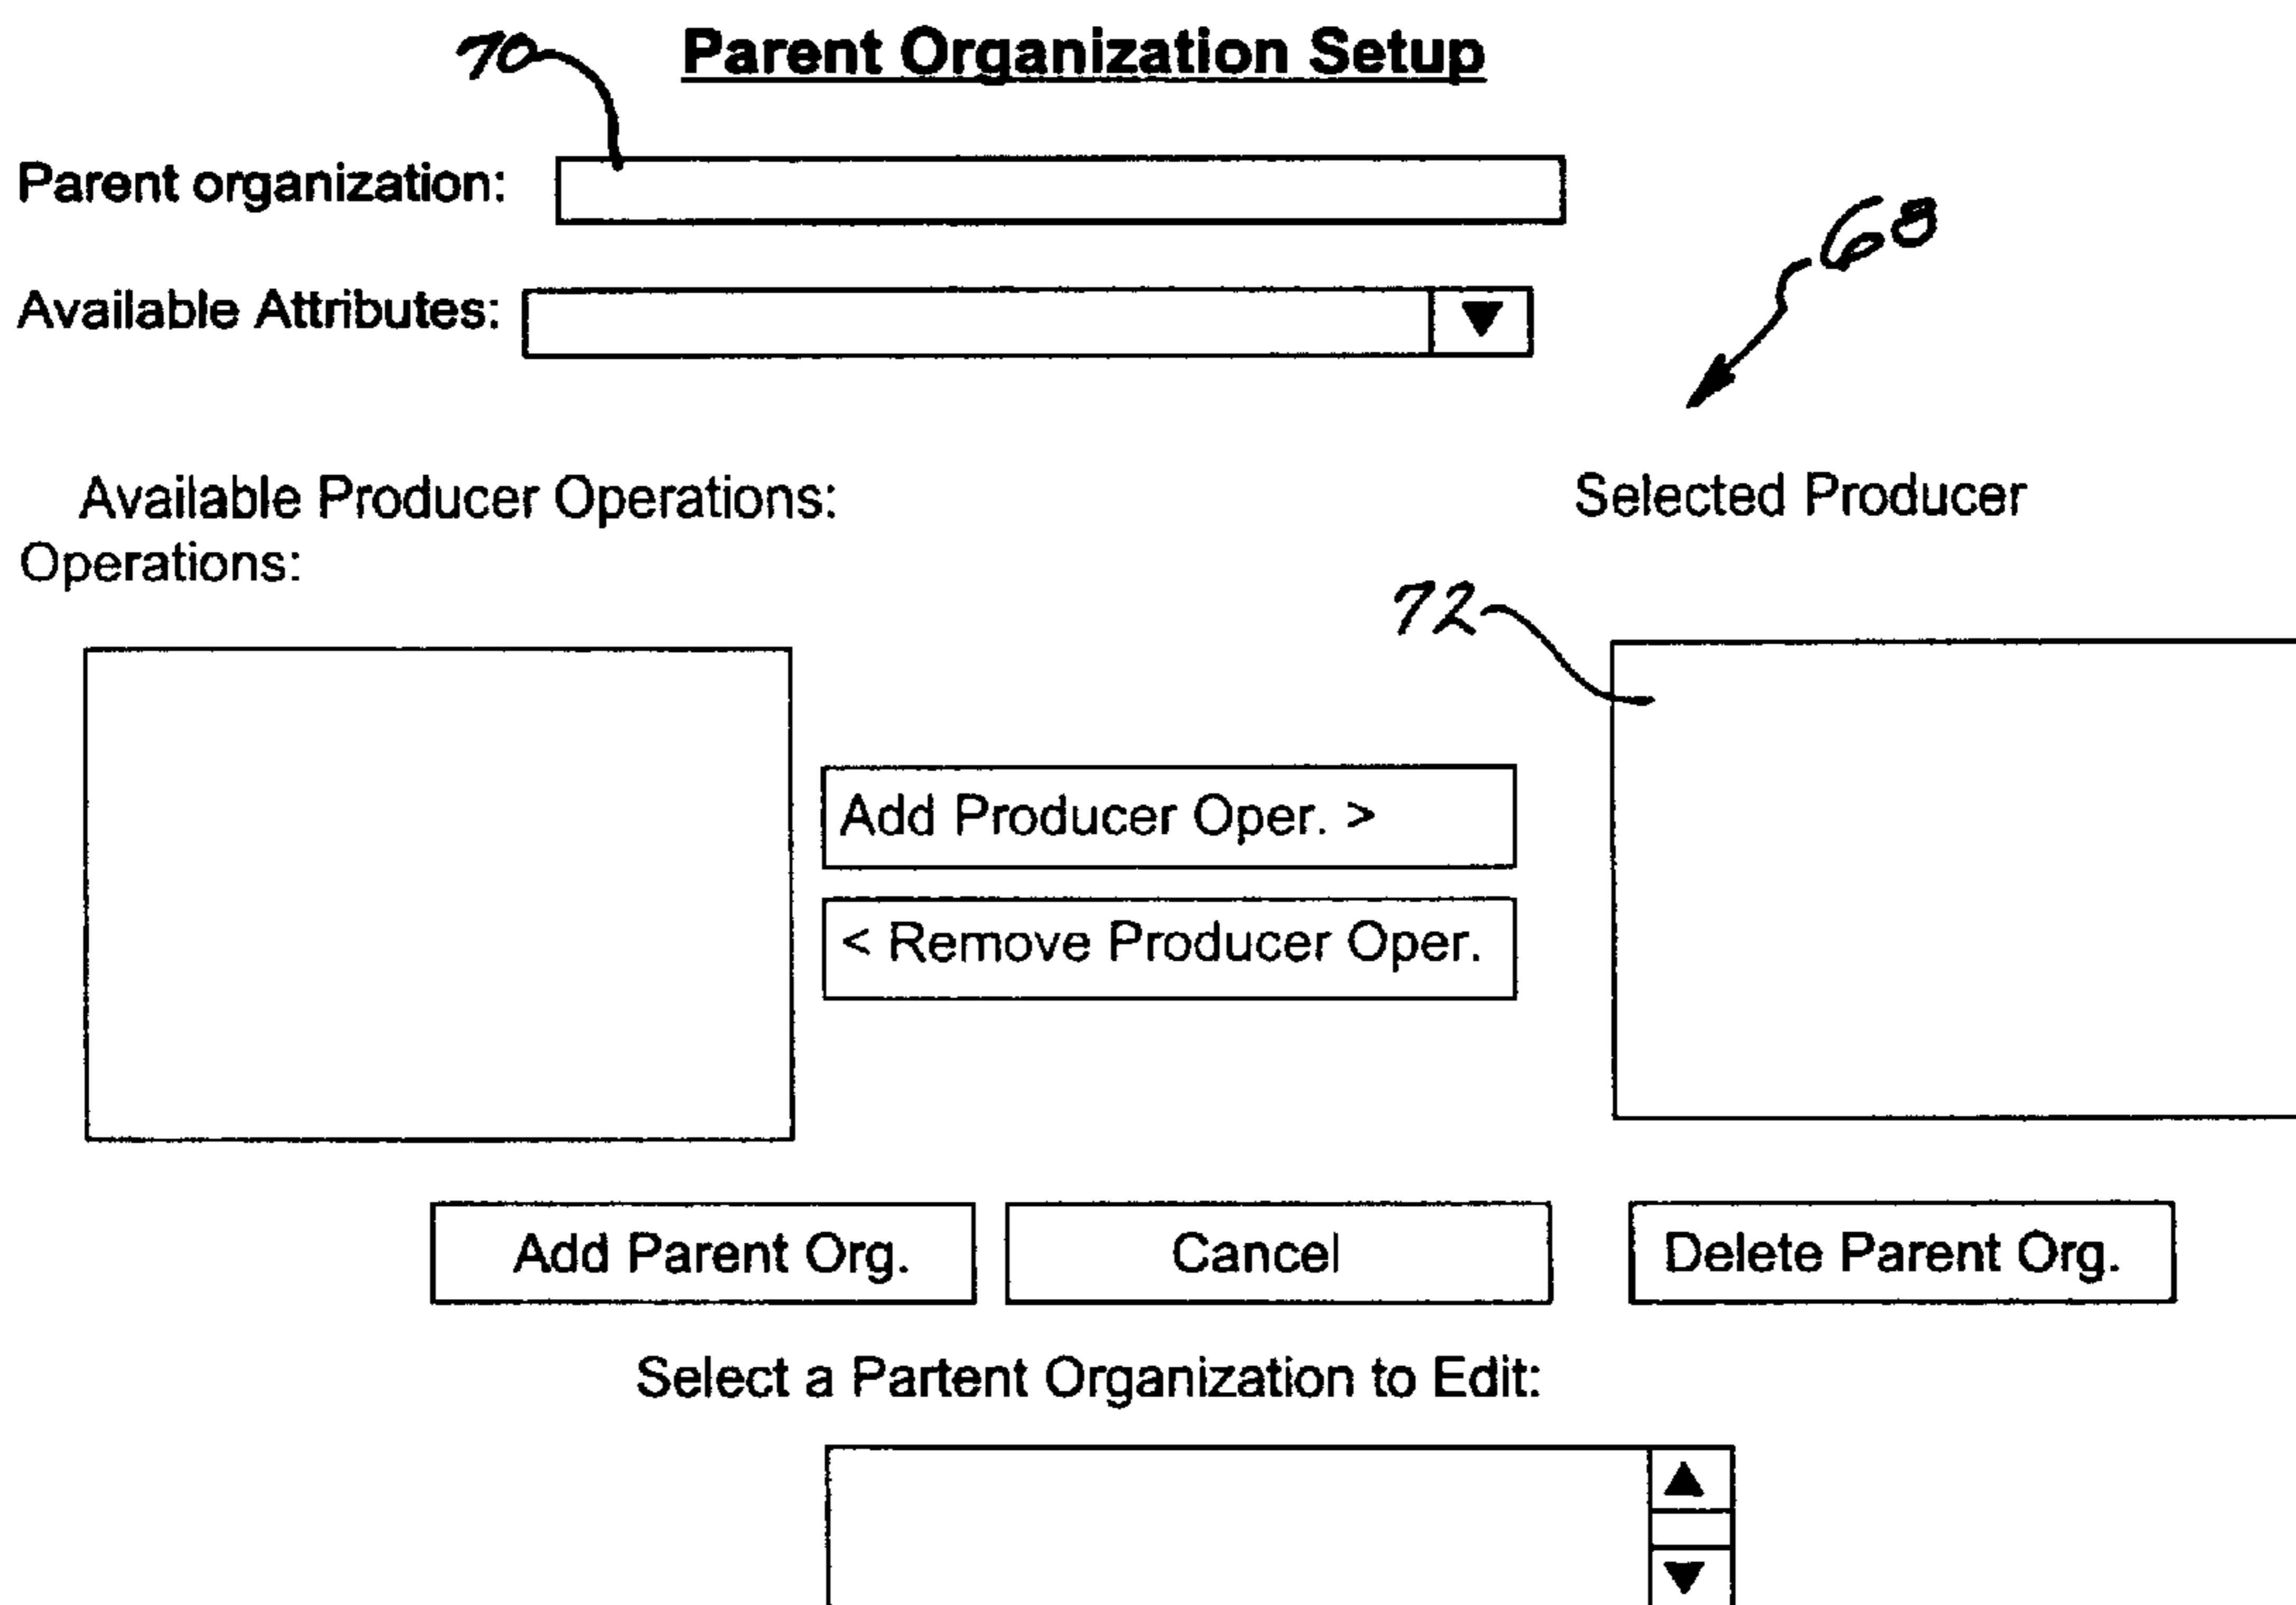 70
Parent Organization Setup
Parent organization:
68
Available Attributes:
Available Producer Operations: Selected Producer
Operations:
72
Add Producer Oper. >
< Remove Producer Oper.
Add Parent Org. Cancel Delete Parent Org.
Select a Partent Organization to Edit: